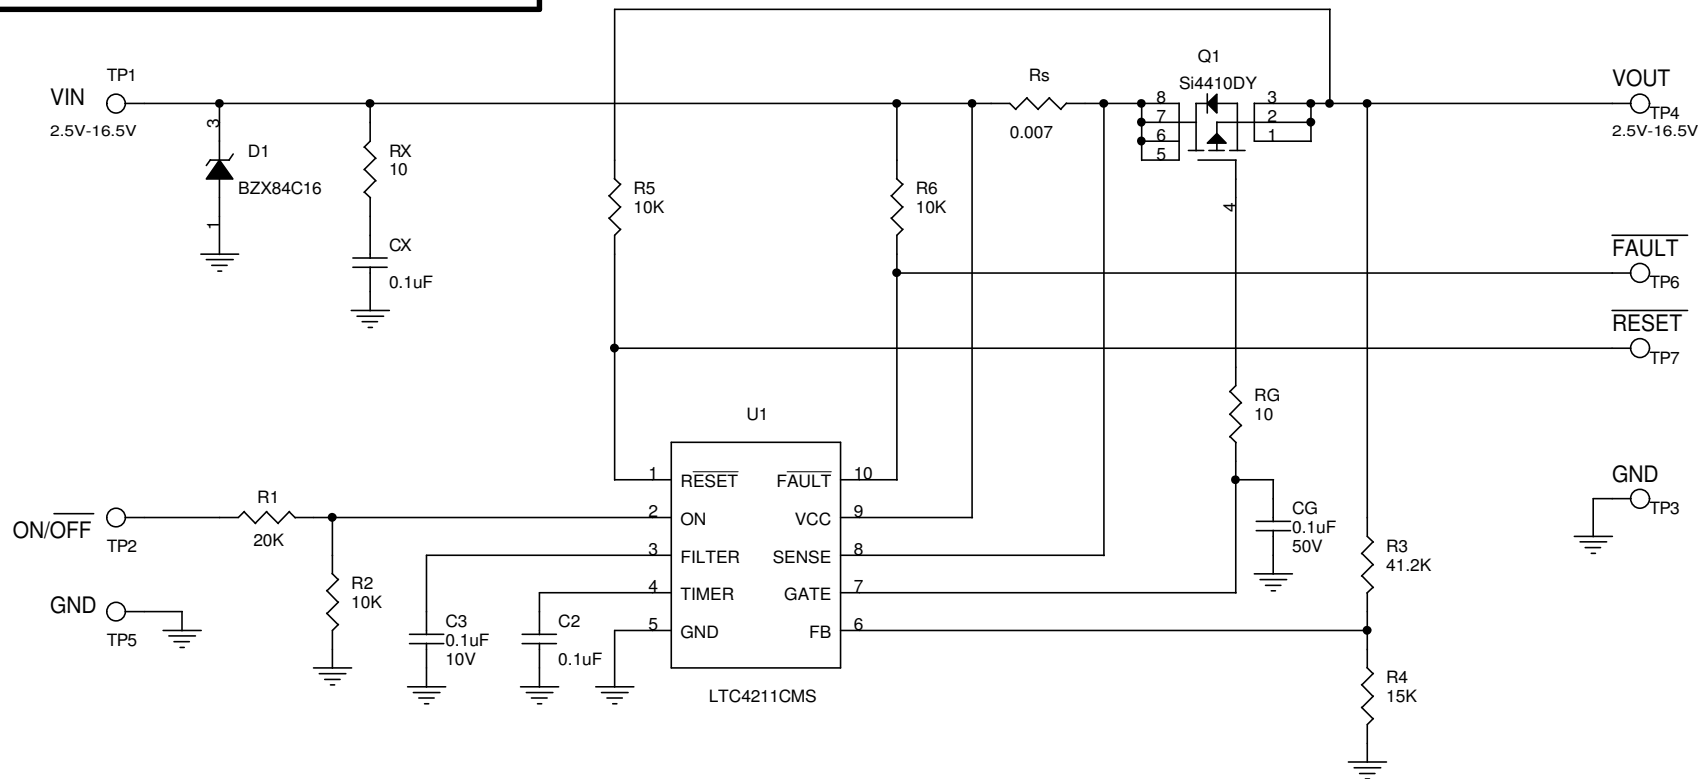 Q1
Si4410DY
TP1
VIN
2.5V-16.5V
Rs
0.007
8
7
6
5
3
2
1
4
VOUT
TP4
2.5V-16.5V
3
D1
BZX84C16
1
RX
10
CX
0.1uF
R5
10K
R6
10K
FAULT
TP6
RESET
TP7
RG
10
U1
1
RESET
FAULT
10
2
ON
VCC
9
3
FILTER
SENSE
8
4
TIMER
GATE
7
5
GND
FB
6
LTC4211CMS
ON/OFF
TP2
R1
20K
R2
10K
GND
TP5
C3
0.1uF
10V
C2
0.1uF
CG
0.1uF
50V
GND
TP3
R3
41.2K
R4
15K